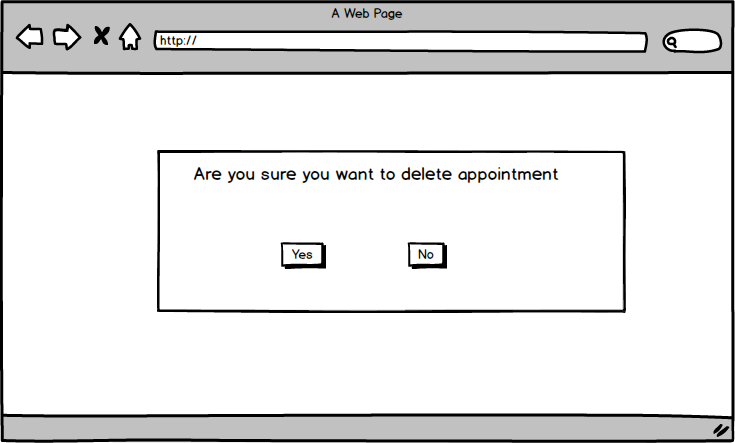 A Web Page
http://
Are you sure you want to delete appointment
Yes
No